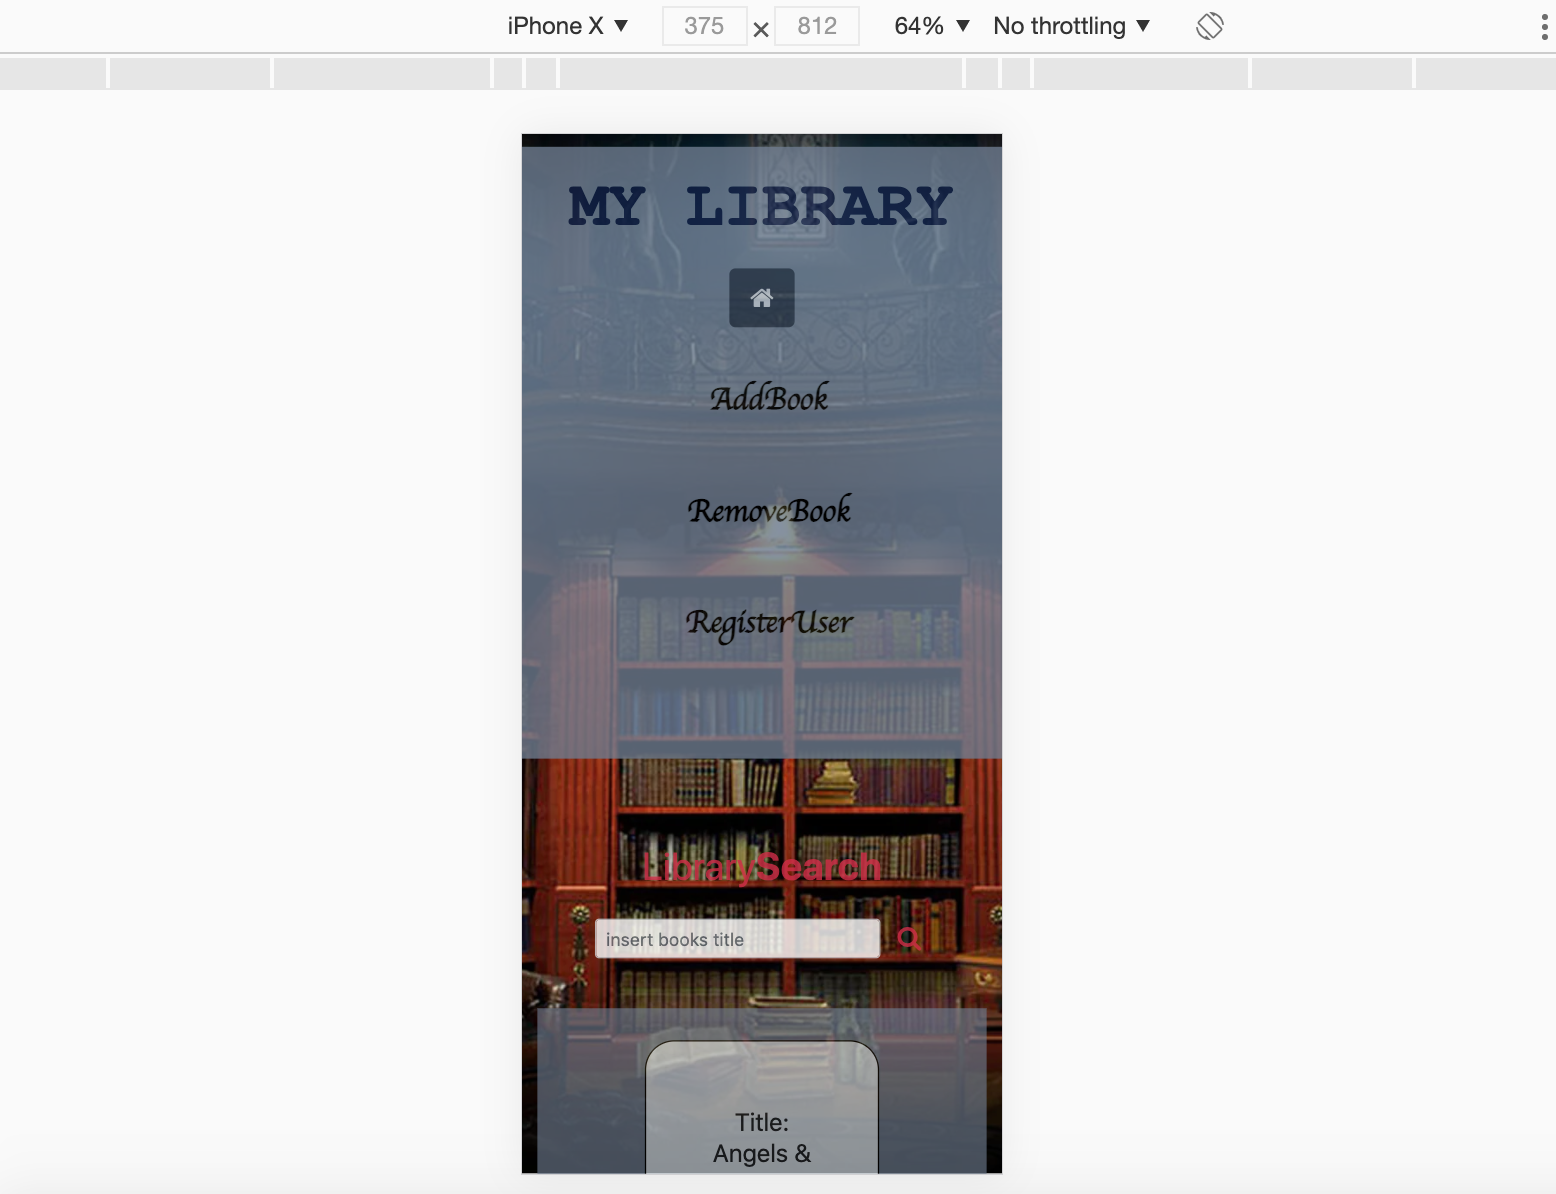 iPhone X ▼ 375 × 812 64% ▼ No throttling ▼
MY LIBRARY
AddBook
RemoveBook
RegisterUser
LibrarySearch
insert books title
Title:
Angels &